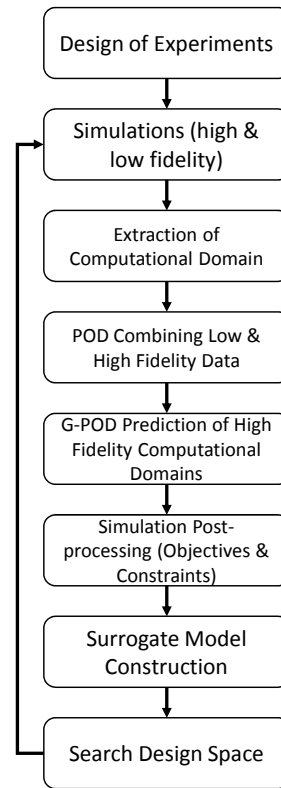 Design of Experiments
Simulations (high &
low fidelity)
Extraction of
Computational Domain
POD Combining Low &
High Fidelity Data
G-POD Prediction of High
Fidelity Computational
Domains
Simulation Post-
processing (Objectives &
Constraints)
Surrogate Model
Construction
Search Design Space